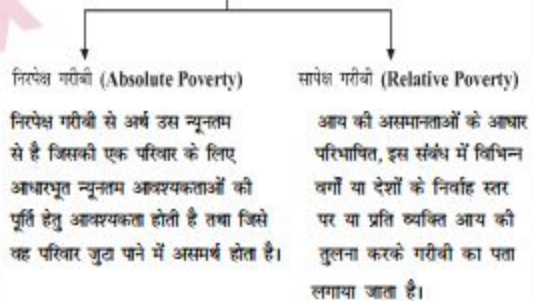 निरपेक्ष गरीबी (Absolute Poverty)
निरपेक्ष गरीबी से अर्थ उस न्यूनतम
से है जिसकी एक परिवार के लिए
आधारभूत न्यूनतम आवश्यकताओं की
पूर्ति हेतु आवश्यकता होती है तथा जिसे
वह परिवार जुटा पाने में असमर्थ होता है।
सापेक्ष गरीबी (Relative Poverty)
आय की असमानताओं के आधार
परिभाषित, इस संबंध में विभिन्न
वर्गों या देशों के निर्वाह स्तर
पर या प्रति व्यक्ति आय की
तुलना करके गरीबी का पता
लगाया जाता है।